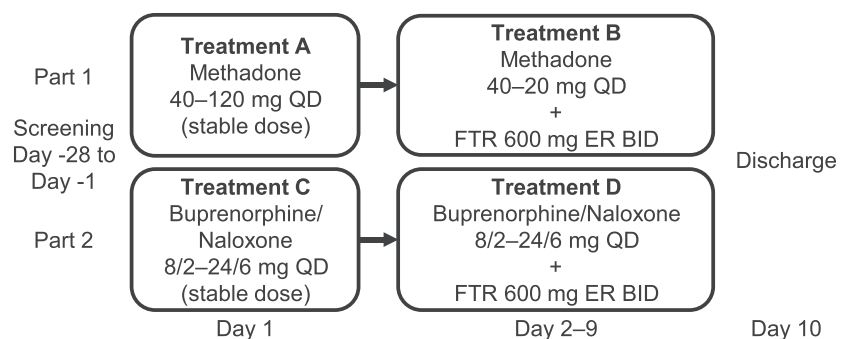 Part 1
Screening
Day -28 to
Day -1
Part 2
Treatment A
Methadone
40–120 mg QD
(stable dose)
Treatment B
Methadone
40–20 mg QD
+
FTR 600 mg ER BID
Treatment C
Buprenorphine/
Naloxone
8/2–24/6 mg QD
(stable dose)
Treatment D
Buprenorphine/Naloxone
8/2–24/6 mg QD
+
FTR 600 mg ER BID
Discharge
Day 1
Day 2–9
Day 10